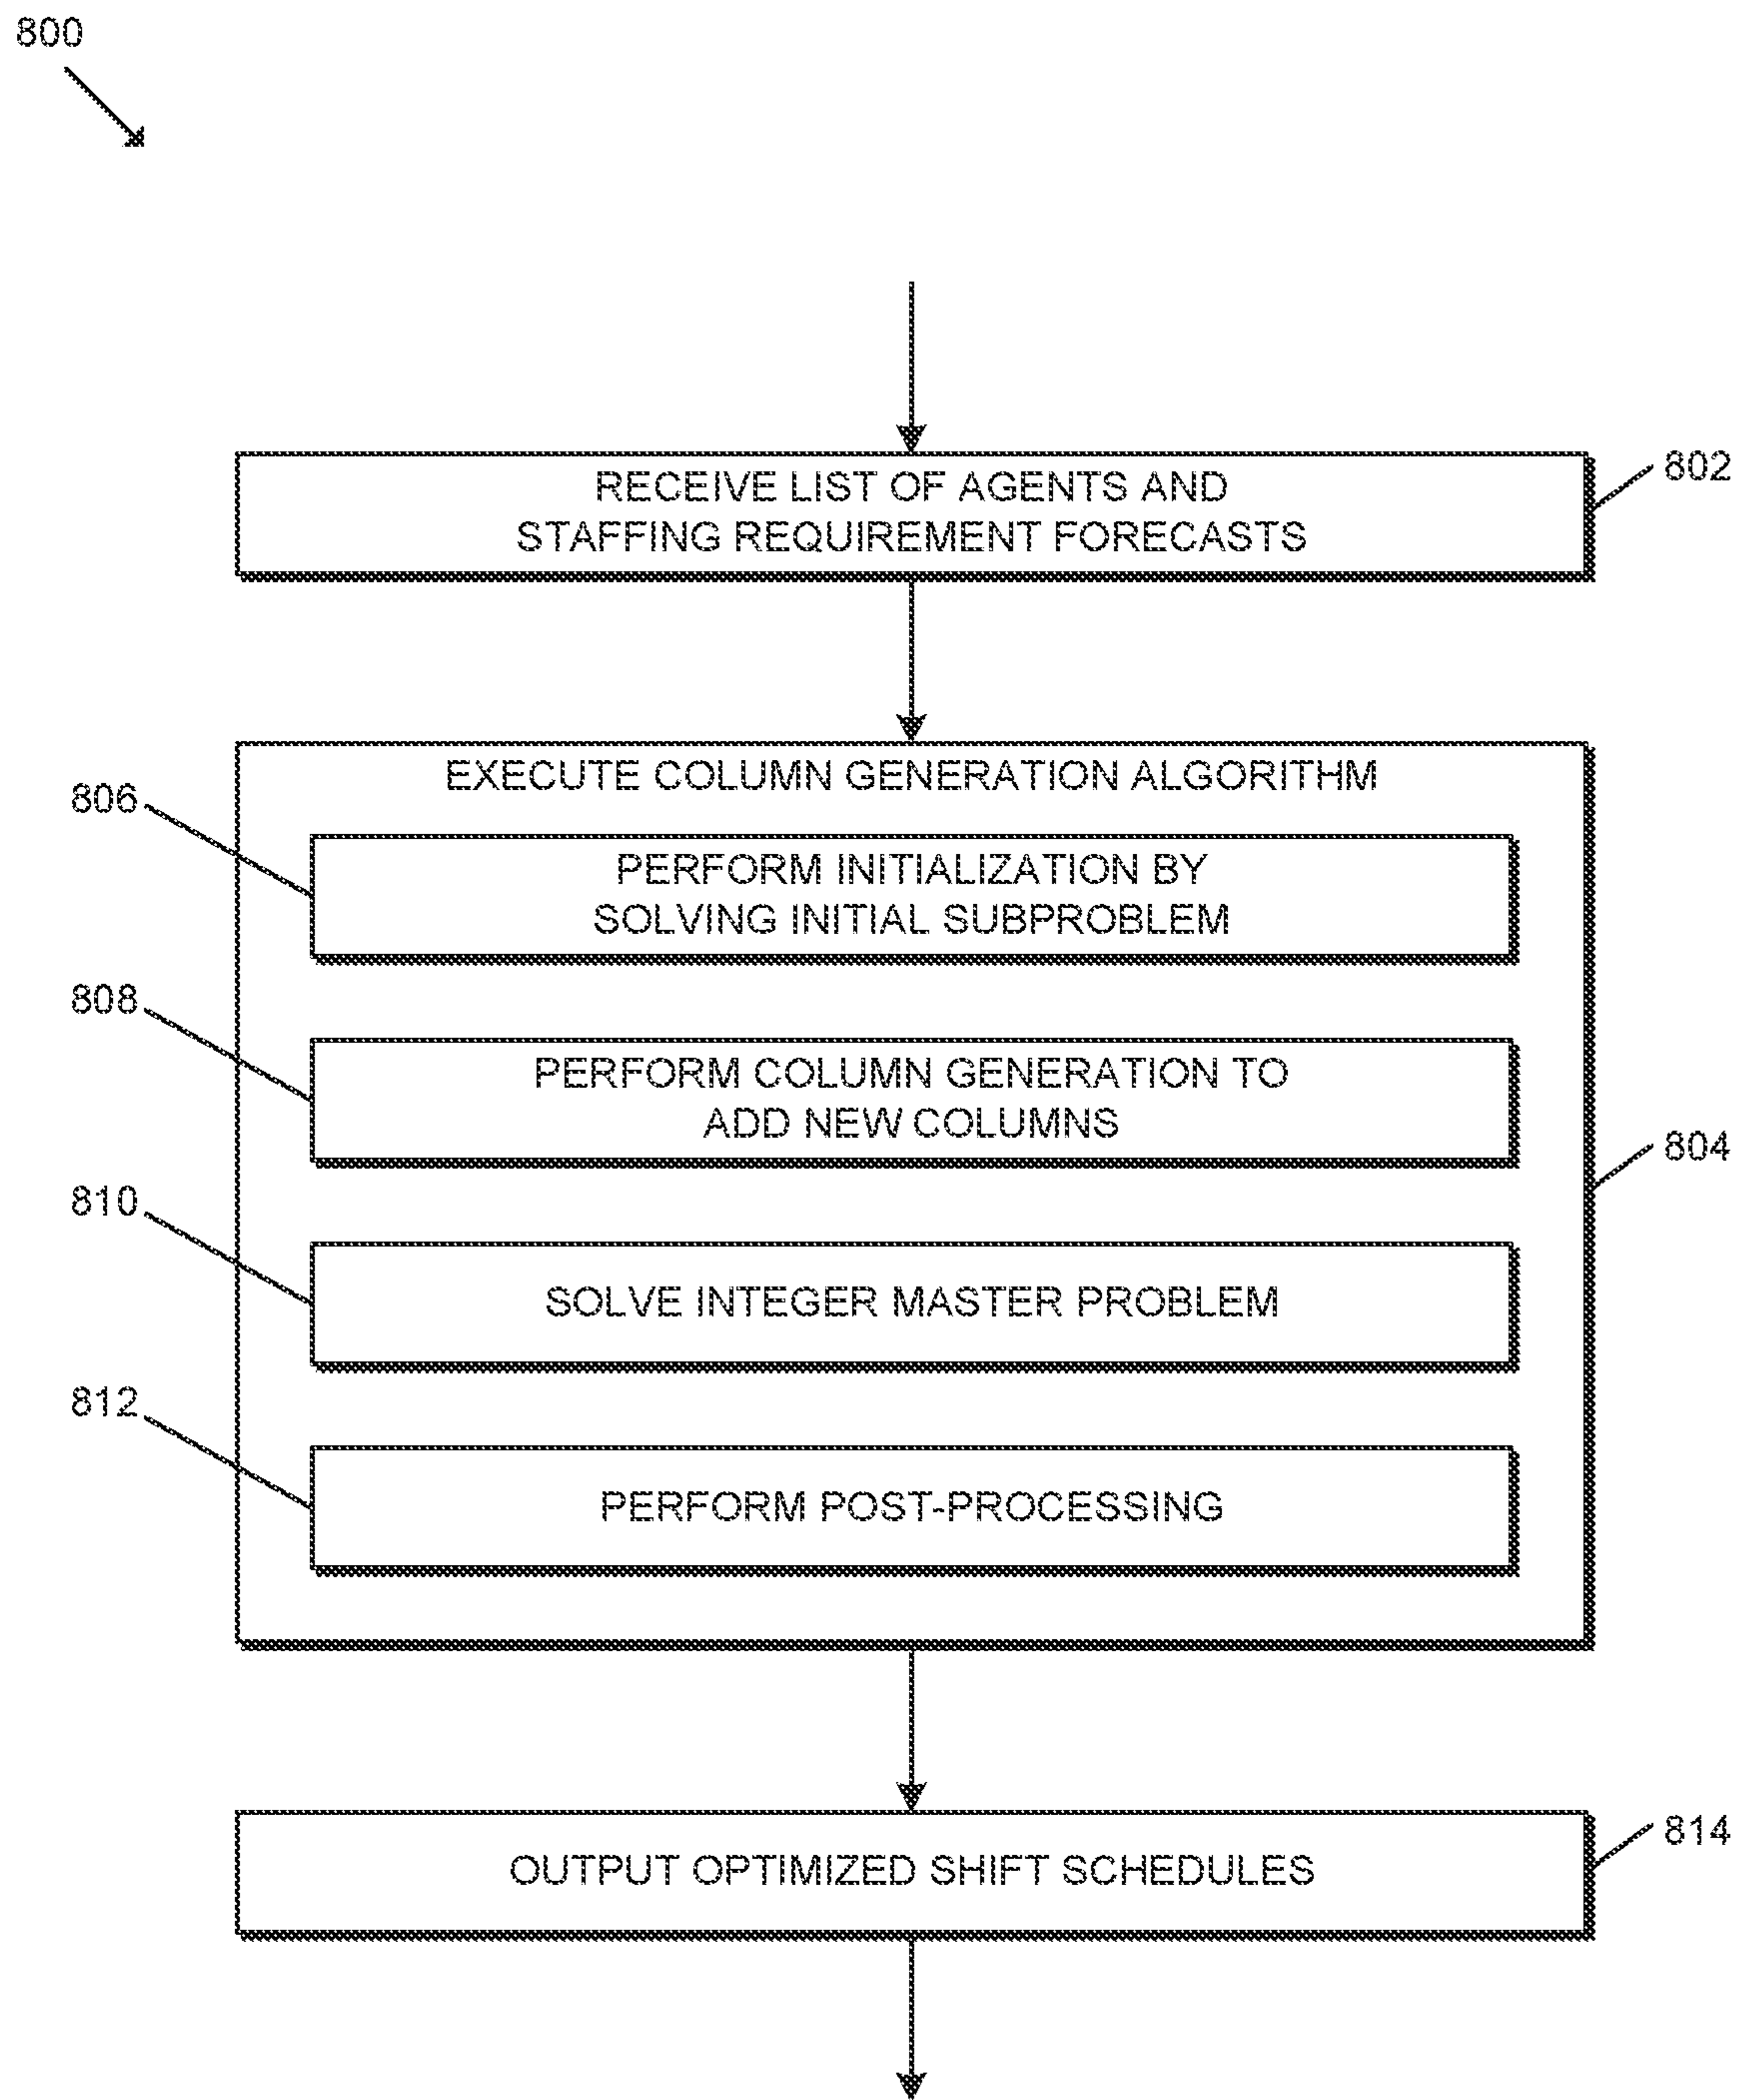 800
RECEIVE LIST OF AGENTS AND
STAFFING REQUIREMENT FORECASTS
802
EXECUTE COLUMN GENERATION ALGORITHM
806
PERFORM INITIALIZATION BY
SOLVING INITIAL SUBPROBLEM
808
PERFORM COLUMN GENERATION TO
ADD NEW COLUMNS
804
810
SOLVE INTEGER MASTER PROBLEM
812
PERFORM POST-PROCESSING
OUTPUT OPTIMIZED SHIFT SCHEDULES
814